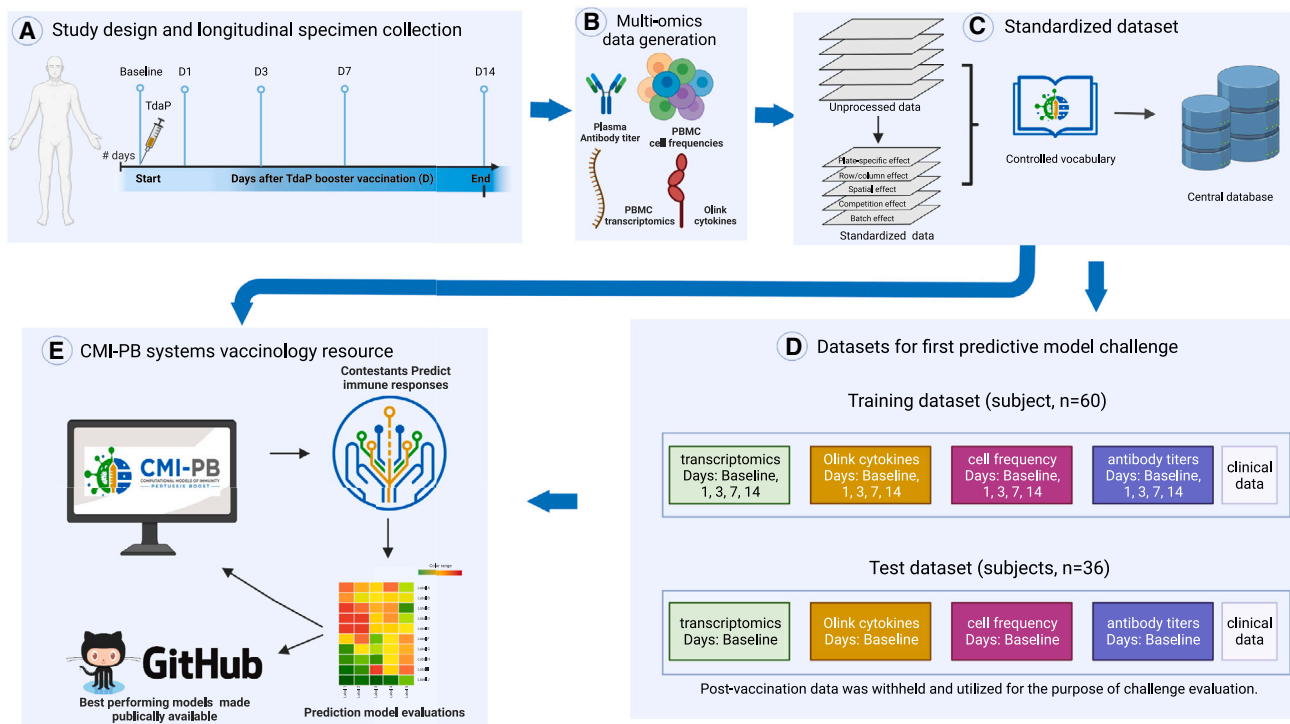 A Study design and longitudinal specimen collection
Baseline D1 D3 D7 D14
TdaP
# days
Start Days after TdaP booster vaccination (D) End
B Multi-omics
data generation
Plasma
Antibody titer
PBMC
cell frequencies
PBMC
transcriptomics
Olink
cytokines
C Standardized dataset
Unprocessed data
Plate-specific effect
Row/column effect
Spatial effect
Competition effect
Batch effect
Standardized data
Controlled vocabulary
Central database
E CMI-PB systems vaccinology resource
Contestants Predict
immune responses
CMI-PB
COMPUTATIONAL MODELS OF IMMUNITY
PERTUSSIS BOOST
Color range
GitHub
Best performing models made
publically available
Prediction model evaluations
D Datasets for first predictive model challenge
Training dataset (subject, n=60)
transcriptomics
Days: Baseline,
1, 3, 7, 14
Olink cytokines
Days: Baseline,
1, 3, 7, 14
cell frequency
Days: Baseline,
1, 3, 7, 14
antibody titers
Days: Baseline,
1, 3, 7, 14
clinical
data
Test dataset (subjects, n=36)
transcriptomics
Days: Baseline
Olink cytokines
Days: Baseline
cell frequency
Days: Baseline
antibody titers
Days: Baseline
clinical
data
Post-vaccination data was withheld and utilized for the purpose of challenge evaluation.